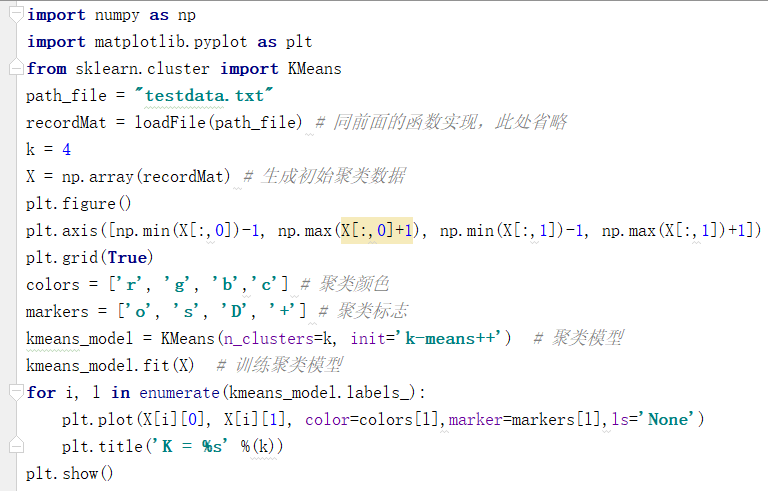 import numpy as np
import matplotlib.pyplot as plt
from sklearn.cluster import KMeans
path_file = "testdata.txt"
recordMat = loadFile(path_file) # 同前面的函数实现，此处省略
k = 4
X = np.array(recordMat) # 生成初始聚类数据
plt.figure()
plt.axis([np.min(X[:,0])-1, np.max(X[:,0]+1), np.min(X[:,1])-1, np.max(X[:,1])+1])
plt.grid(True)
colors = ['r', 'g', 'b','c'] # 聚类颜色
markers = ['o', 's', 'D', '+'] # 聚类标志
kmeans_model = KMeans(n_clusters=k, init='k-means++')  # 聚类模型
kmeans_model.fit(X)  # 训练聚类模型
for i, l in enumerate(kmeans_model.labels_):
    plt.plot(X[i][0], X[i][1], color=colors[l],marker=markers[l],ls='None')
    plt.title('K = %s' %(k))
plt.show()